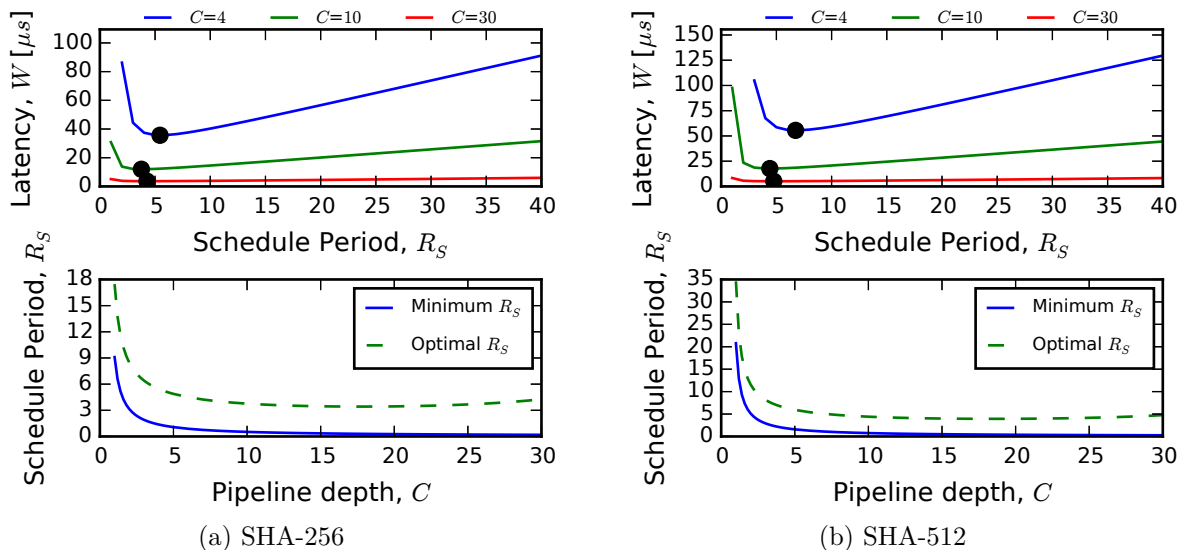 C=4 C=10 C=30
Latency, W [μs]
100
80
60
40
20
0
0 5 10 15 20 25 30 35 40
Schedule Period, R_S
Schedule Period, R_S
18
15
12
9
6
3
0
Minimum R_S
Optimal R_S
0 5 10 15 20 25 30
Pipeline depth, C
(a) SHA-256
C=4 C=10 C=30
Latency, W [μs]
150
125
100
75
50
25
0
0 5 10 15 20 25 30 35 40
Schedule Period, R_S
Schedule Period, R_S
35
30
25
20
15
10
5
0
Minimum R_S
Optimal R_S
0 5 10 15 20 25 30
Pipeline depth, C
(b) SHA-512